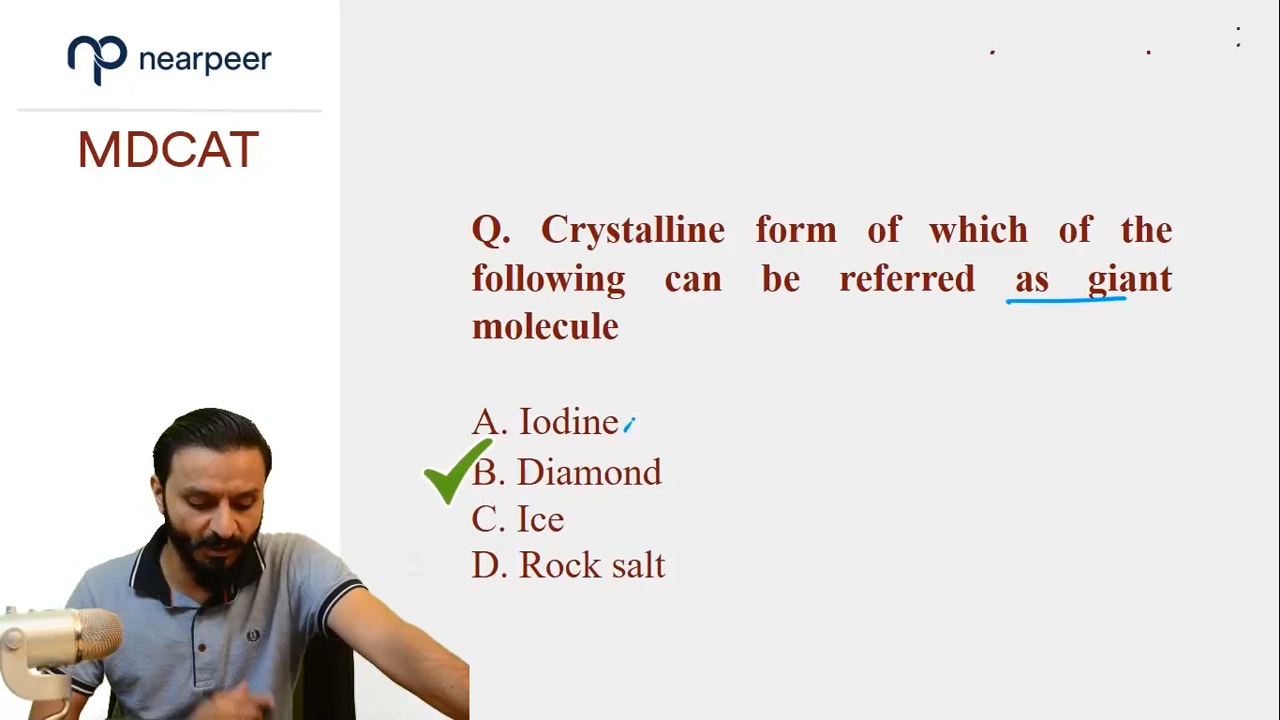 nearpeer
MDCAT
Q. Crystalline form of which of the
following can be referred as giant
molecule
A. Iodine
B. Diamond
C. Ice
D. Rock salt